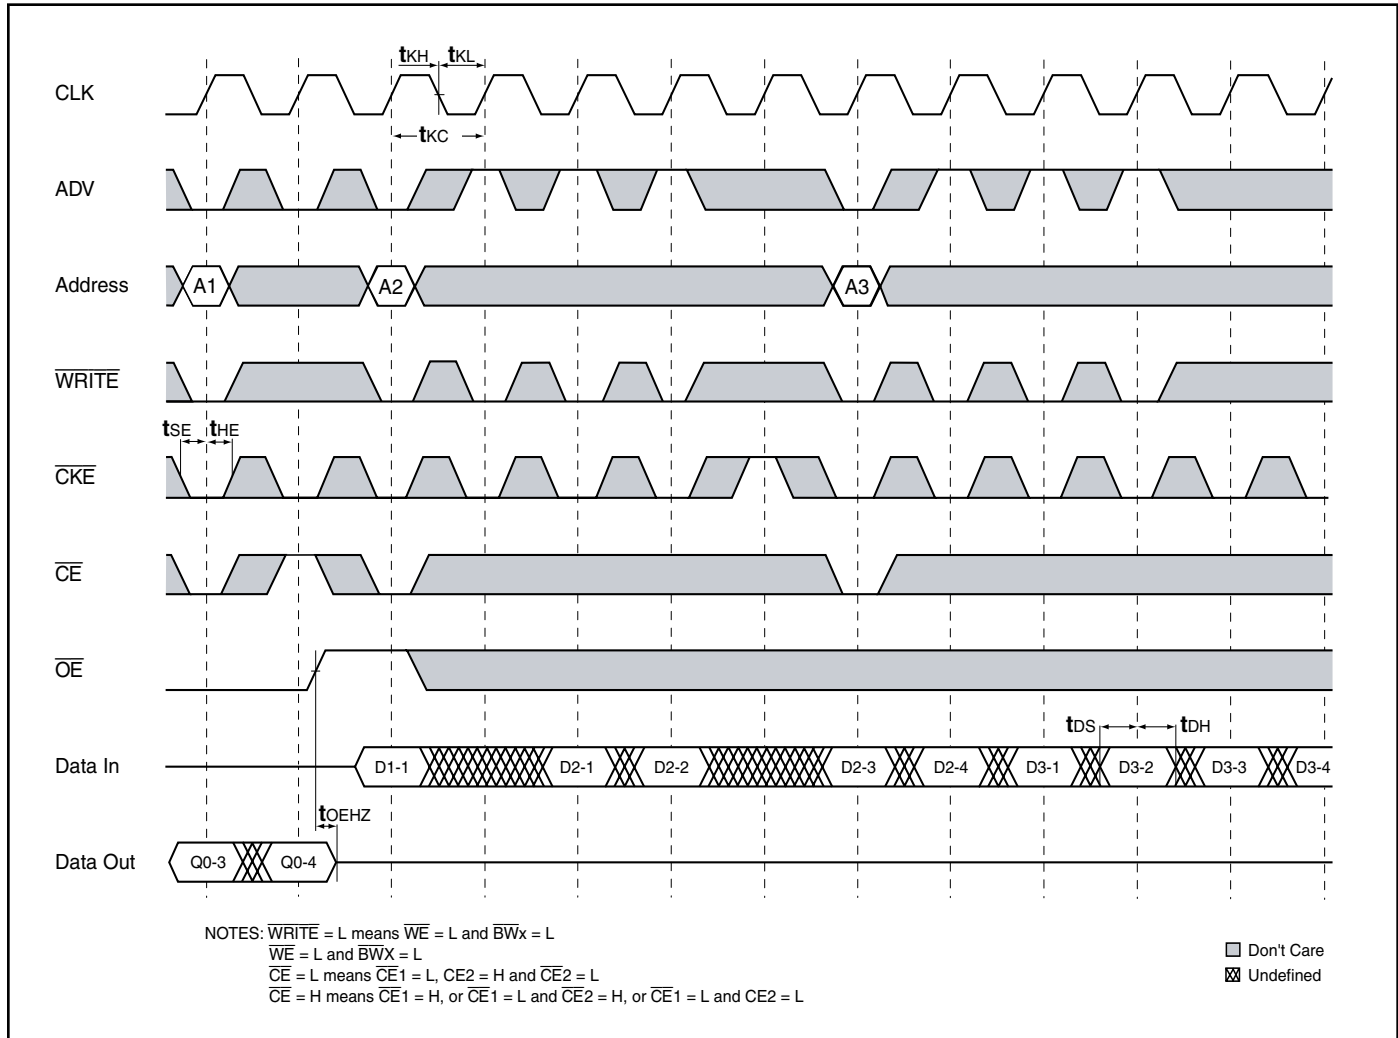 tKH tKL
CLK
tKC
ADV
Address A1 A2 A3
WRITE
tSE tHE
CKE
CE
OE
tDS tDH
Data In D1-1 D2-1 D2-2 D2-3 D2-4 D3-1 D3-2 D3-3 D3-4
tOEHZ
Data Out Q0-3 Q0-4
NOTES: WRITE = L means WE = L and BWx = L
WE = L and BWX = L
CE = L means CE1 = L, CE2 = H and CE2 = L
CE = H means CE1 = H, or CE1 = L and CE2 = H, or CE1 = L and CE2 = L
Don't Care
Undefined